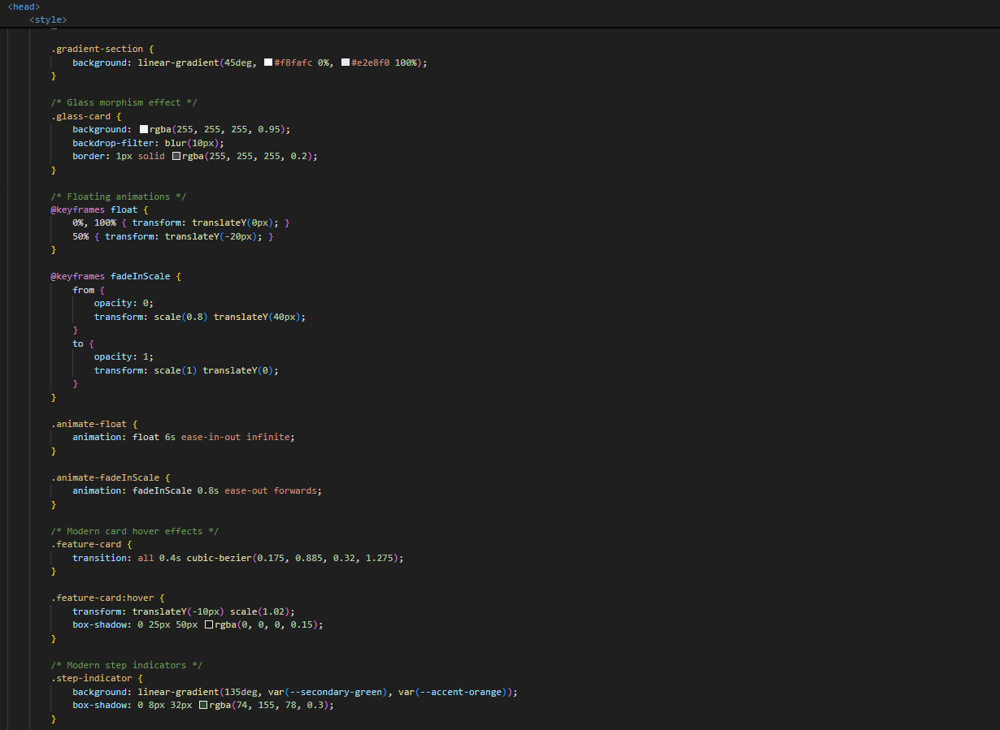 <head>
<style>
.gradient-section {
background: linear-gradient(45deg, #f8fafc 0%, #e2e8f0 100%);
}
/* Glass morphism effect */
.glass-card {
background: rgba(255, 255, 255, 0.95);
backdrop-filter: blur(10px);
border: 1px solid rgba(255, 255, 255, 0.2);
}
/* Floating animations */
@keyframes float {
0%, 100% { transform: translateY(0px); }
50% { transform: translateY(-20px); }
}
@keyframes fadeInScale {
from {
opacity: 0;
transform: scale(0.8) translateY(40px);
}
to {
opacity: 1;
transform: scale(1) translateY(0);
}
}
.animate-float {
animation: float 6s ease-in-out infinite;
}
.animate-fadeInScale {
animation: fadeInScale 0.8s ease-out forwards;
}
/* Modern card hover effects */
.feature-card {
transition: all 0.4s cubic-bezier(0.175, 0.885, 0.32, 1.275);
}
.feature-card:hover {
transform: translateY(-10px) scale(1.02);
box-shadow: 0 25px 50px rgba(0, 0, 0, 0.15);
}
/* Modern step indicators */
.step-indicator {
background: linear-gradient(135deg, var(--secondary-green), var(--accent-orange));
box-shadow: 0 8px 32px rgba(74, 155, 78, 0.3);
}